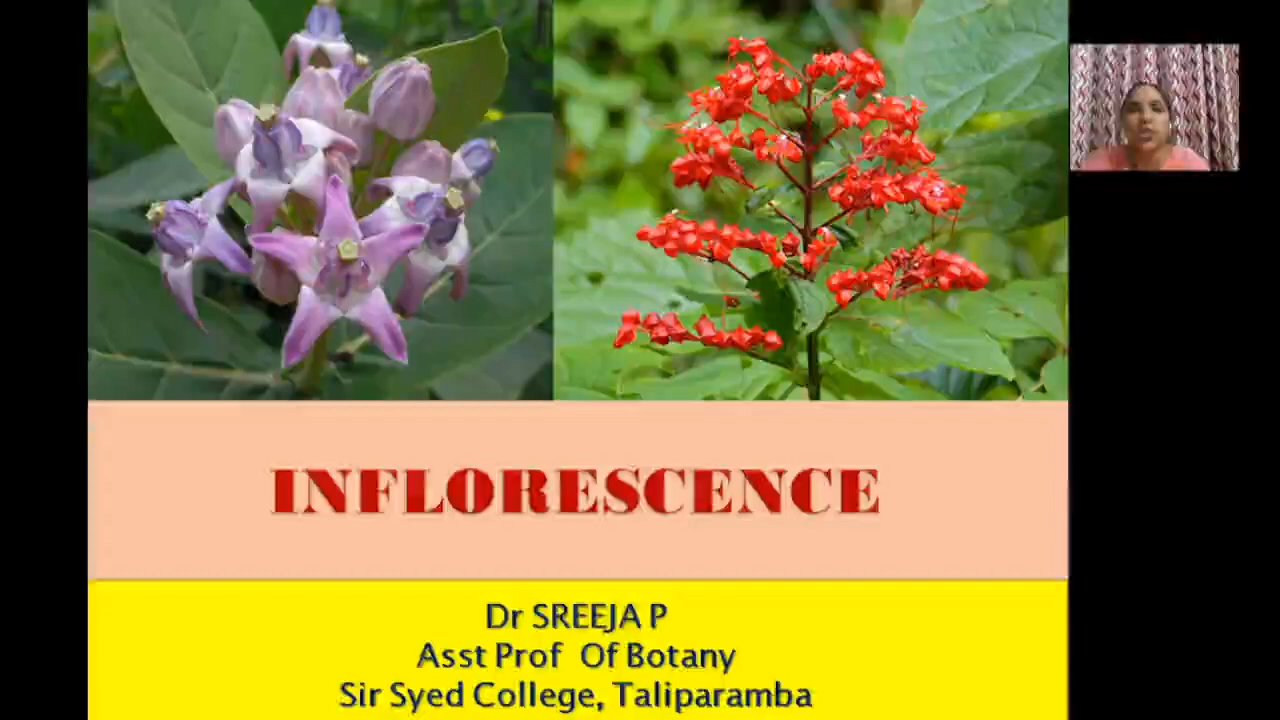 INFLORESCENCE
Dr SREEJA P
Asst Prof Of Botany
Sir Syed College, Taliparamba